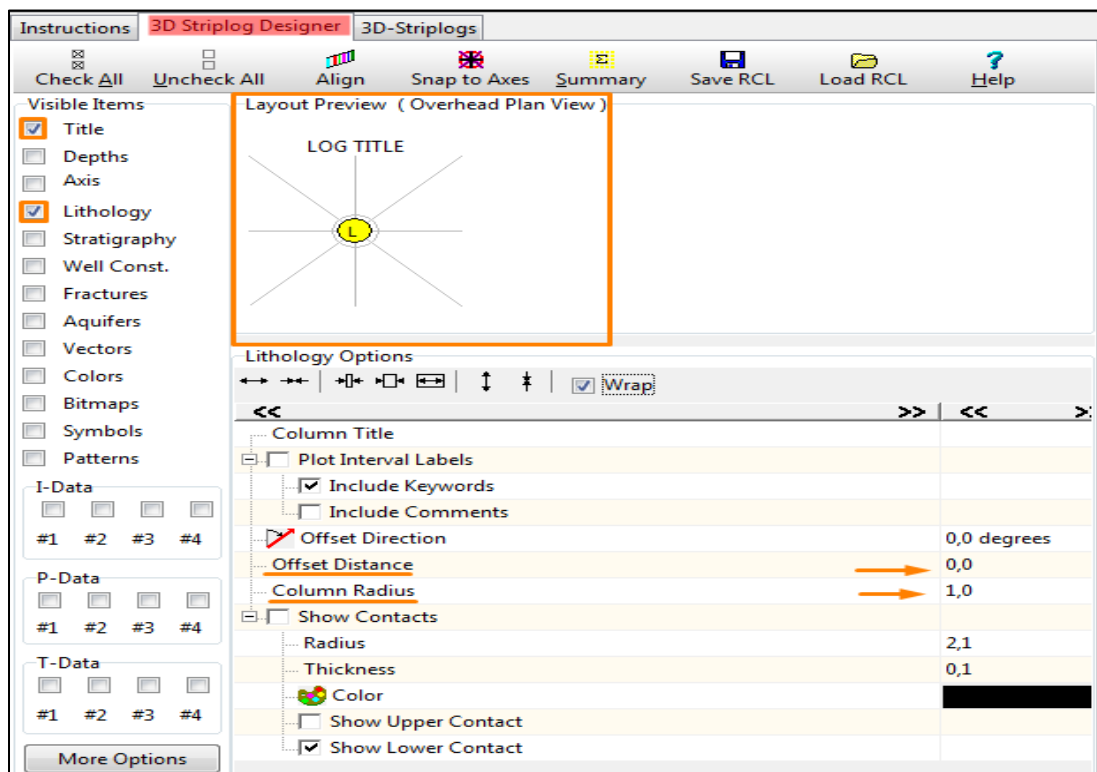 Instructions 3D Striplog Designer 3D-Striplogs
Check All Uncheck All Align Snap to Axes Summary Save RCL Load RCL Help
Visible Items
Title
Depths
Axis
Lithology
Stratigraphy
Well Const.
Fractures
Aquifers
Vectors
Colors
Bitmaps
Symbols
Patterns
I-Data
#1 #2 #3 #4
P-Data
#1 #2 #3 #4
T-Data
#1 #2 #3 #4
More Options
Layout Preview ( Overhead Plan View )
LOG TITLE
L
Lithology Options
Wrap
<< >> << >:
Column Title
Plot Interval Labels
Include Keywords
Include Comments
Offset Direction 0,0 degrees
Offset Distance 0,0
Column Radius 1,0
Show Contacts
Radius 2,1
Thickness 0,1
Color
Show Upper Contact
Show Lower Contact